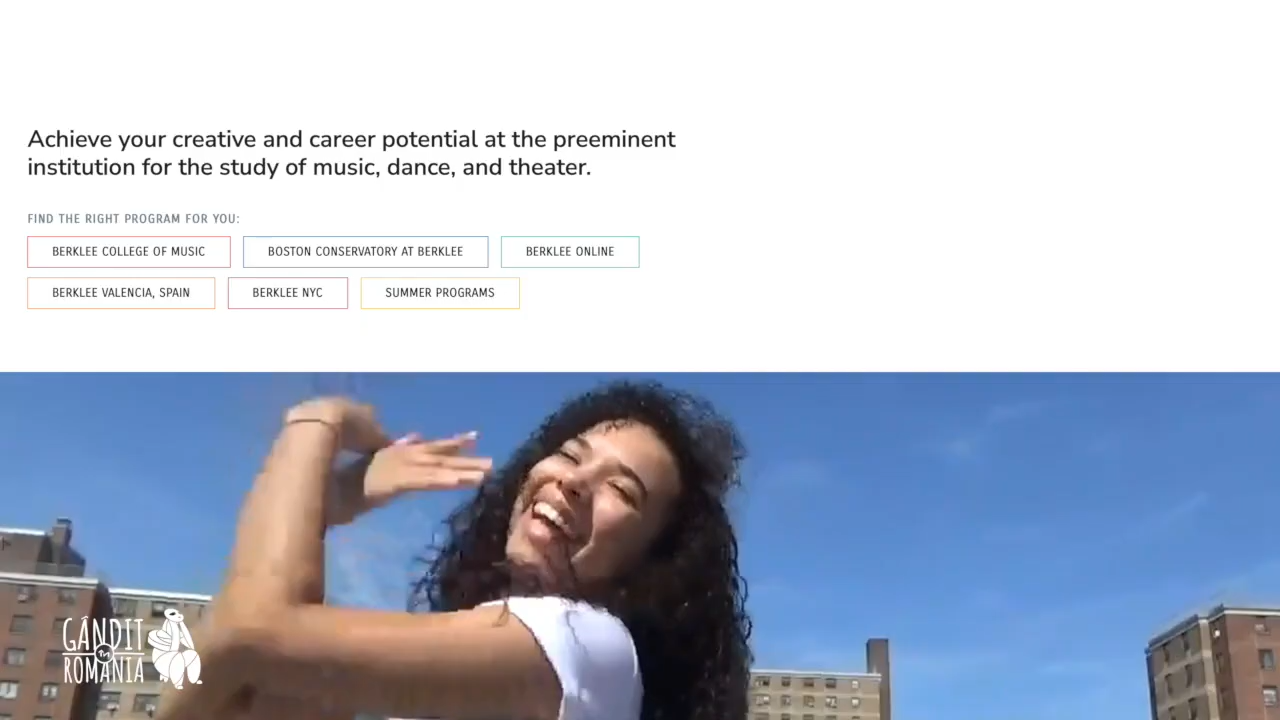 Achieve your creative and career potential at the preeminent
institution for the study of music, dance, and theater.
FIND THE RIGHT PROGRAM FOR YOU:
BERKLEE COLLEGE OF MUSIC
BOSTON CONSERVATORY AT BERKLEE
BERKLEE ONLINE
BERKLEE VALENCIA, SPAIN
BERKLEE NYC
SUMMER PROGRAMS
GÂNDIT
în
ROMÂNIA